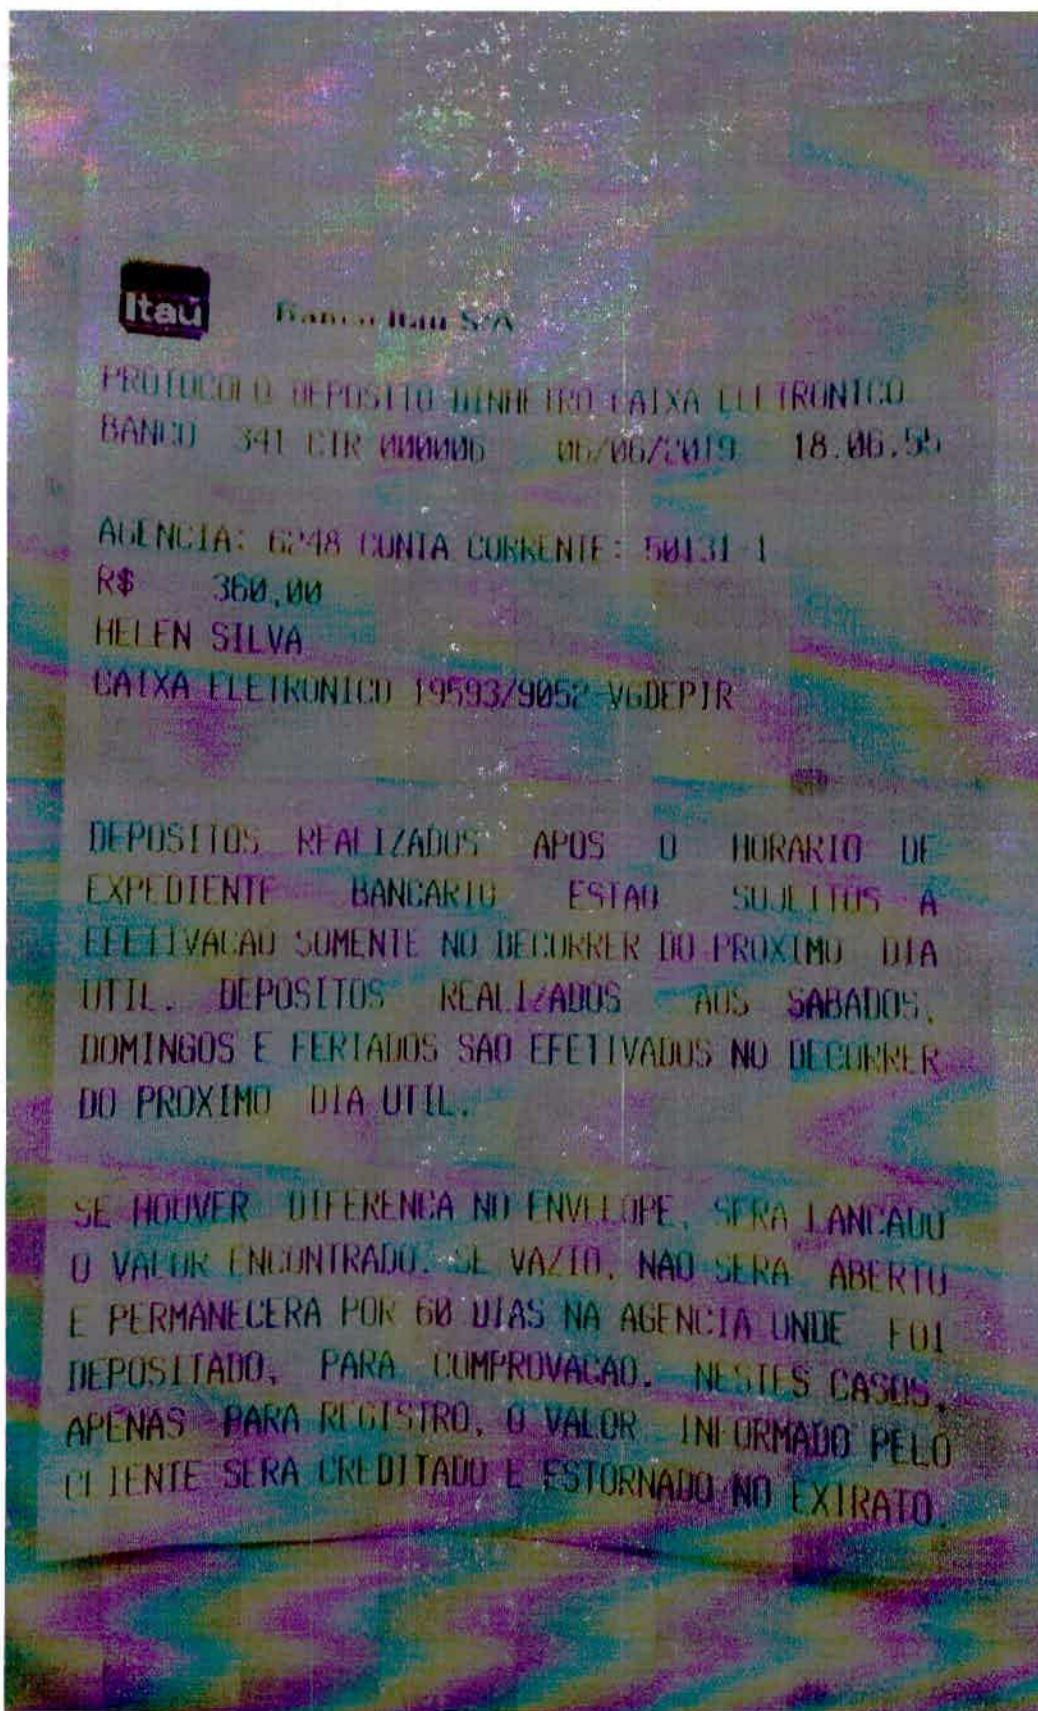 Itaú
Banco Itaú S/A
PROTOCOLO DEPOSITO DINHEIRO CAIXA ELETRONICO
BANCO 341 CTR 000006 06/06/2019 18.06.55
AGENCIA: 6248 CONTA CORRENTE: 50131-1
R$ 360,00
HELEN SILVA
CAIXA ELETRONICO 19593/9052 VGDEPIR
DEPOSITOS REALIZADOS APOS O HORARIO DE
EXPEDIENTE BANCARIO ESTAO SUJEITOS A
EFETIVACAO SOMENTE NO DECORRER DO PROXIMO DIA
UTIL. DEPOSITOS REALIZADOS AOS SABADOS,
DOMINGOS E FERIADOS SAO EFETIVADOS NO DECORRER
DO PROXIMO DIA UTIL.
SE HOUVER DIFERENCA NO ENVELOPE, SERA LANCADO
O VALOR ENCONTRADO. SE VAZIO, NAO SERA ABERTO
E PERMANECERA POR 60 DIAS NA AGENCIA ONDE FOI
DEPOSITADO, PARA COMPROVACAO. NESTES CASOS,
APENAS PARA REGISTRO, O VALOR INFORMADO PELO
CLIENTE SERA CREDITADO E ESTORNADO NO EXTRATO.